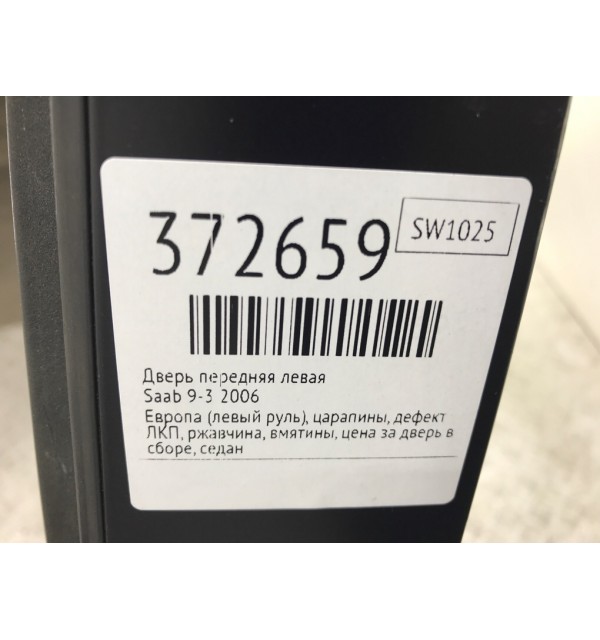 372659
SW1025
Дверь передняя левая
Saab 9-3 2006
Европа (левый руль), царапины, дефект
ЛКП, ржавчина, вмятины, цена за дверь в
сборе, седан